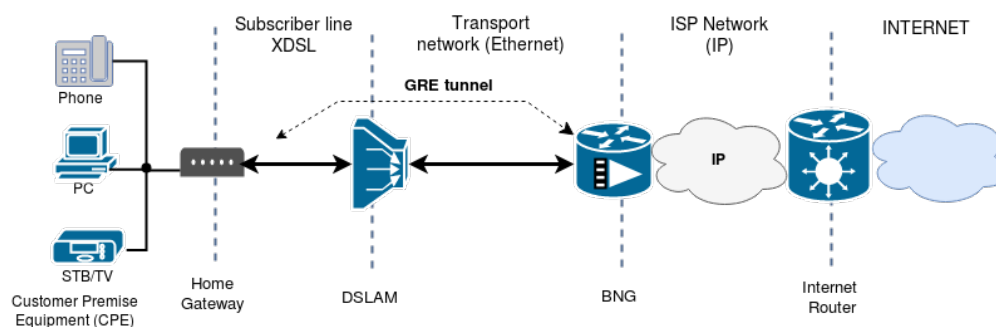 Subscriber line
XDSL
Transport
network (Ethernet)
ISP Network
(IP)
INTERNET
GRE tunnel
Phone
PC
STB/TV
IP
Customer Premise
Equipment (CPE)
Home
Gateway
DSLAM
BNG
Internet
Router